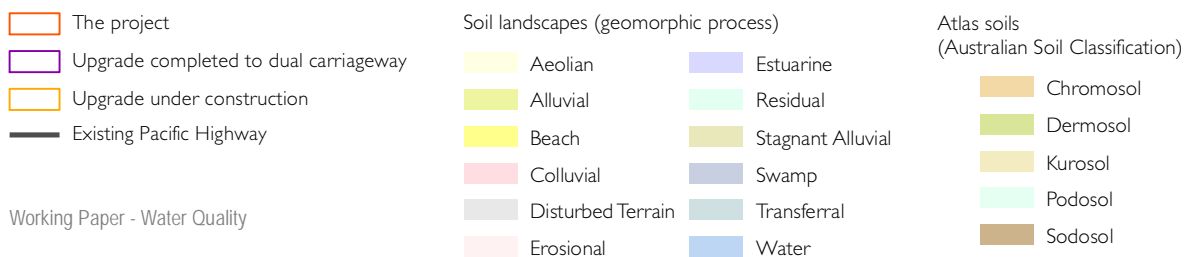 The project
Upgrade completed to dual carriageway
Upgrade under construction
Existing Pacific Highway
Working Paper - Water Quality
Soil landscapes (geomorphic process)
Aeolian
Alluvial
Beach
Colluvial
Disturbed Terrain
Erosional
Estuarine
Residual
Stagnant Alluvial
Swamp
Transferral
Water
Atlas soils
(Australian Soil Classification)
Chromosol
Dermosol
Kurosol
Podosol
Sodosol